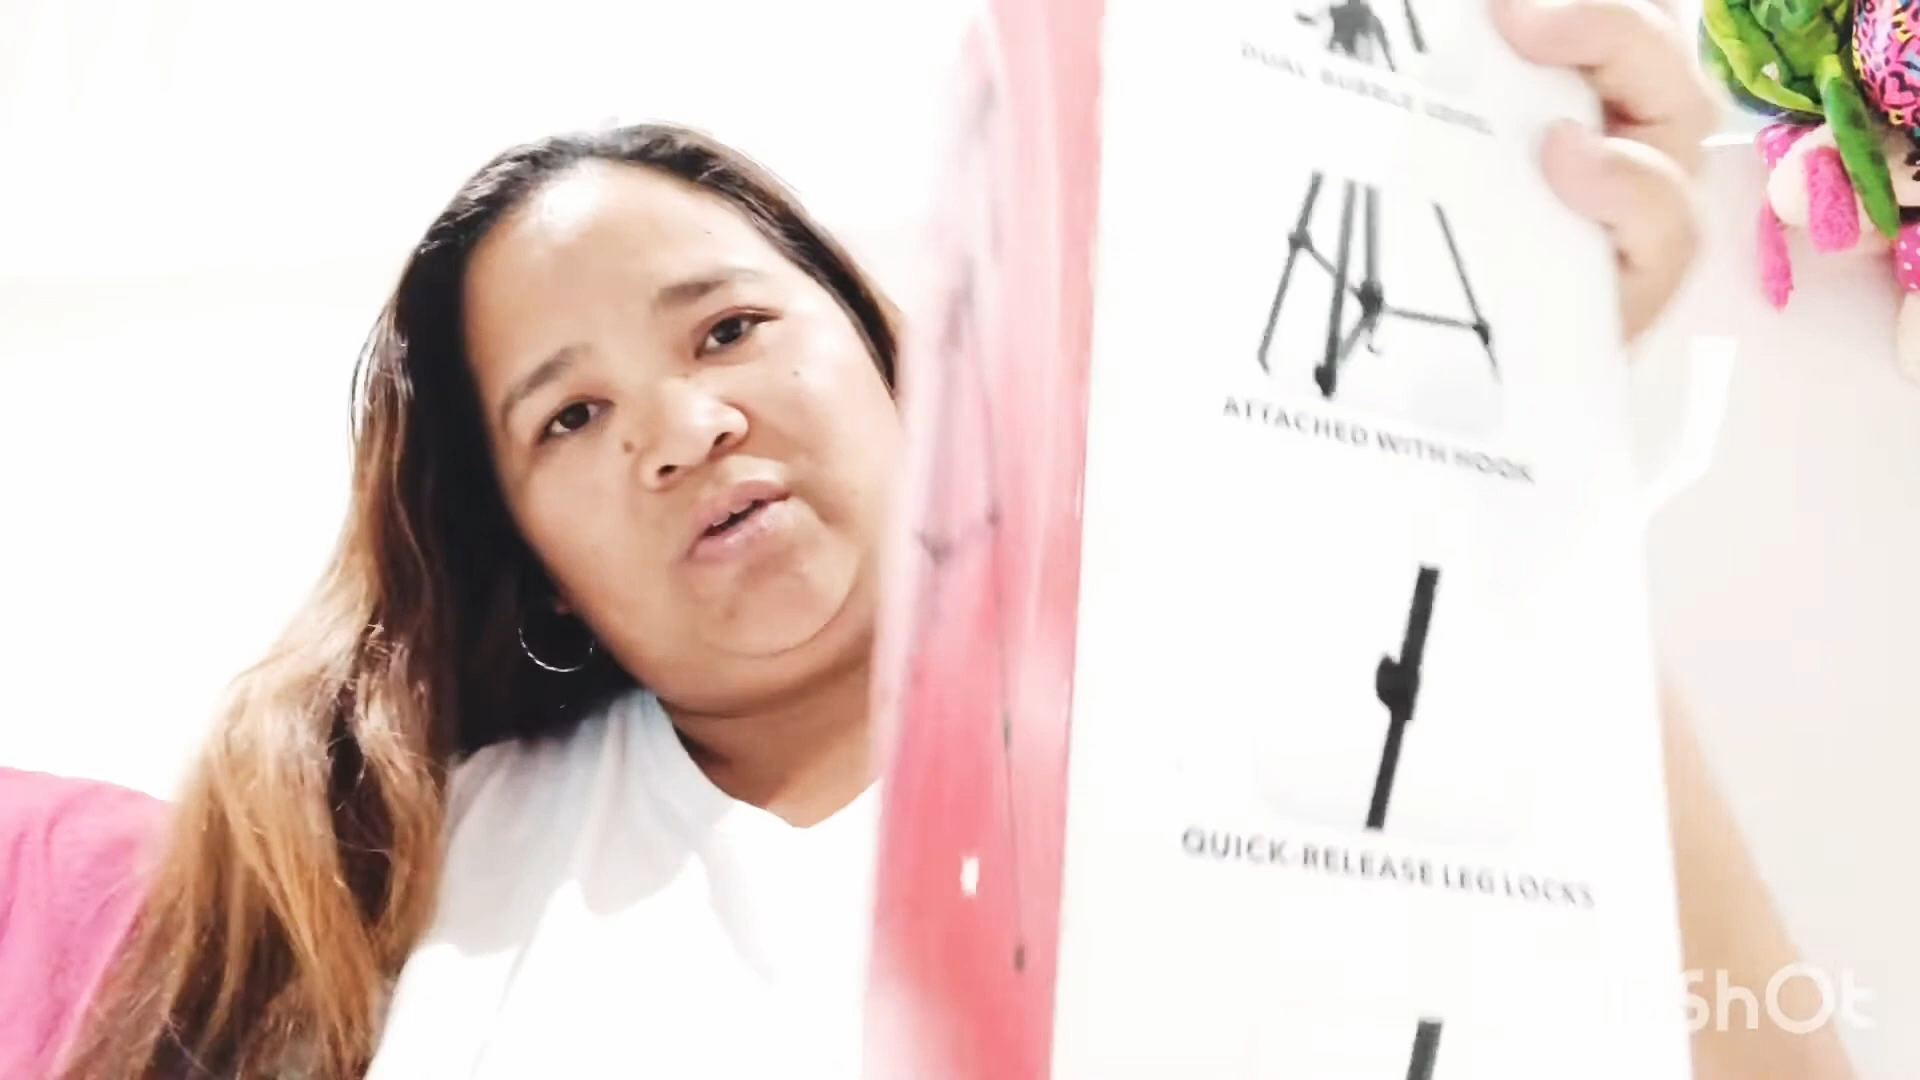 DUAL BUBBLE LEVEL
ATTACHED WITH HOOK
QUICK-RELEASE LEG LOCKS
InShOt